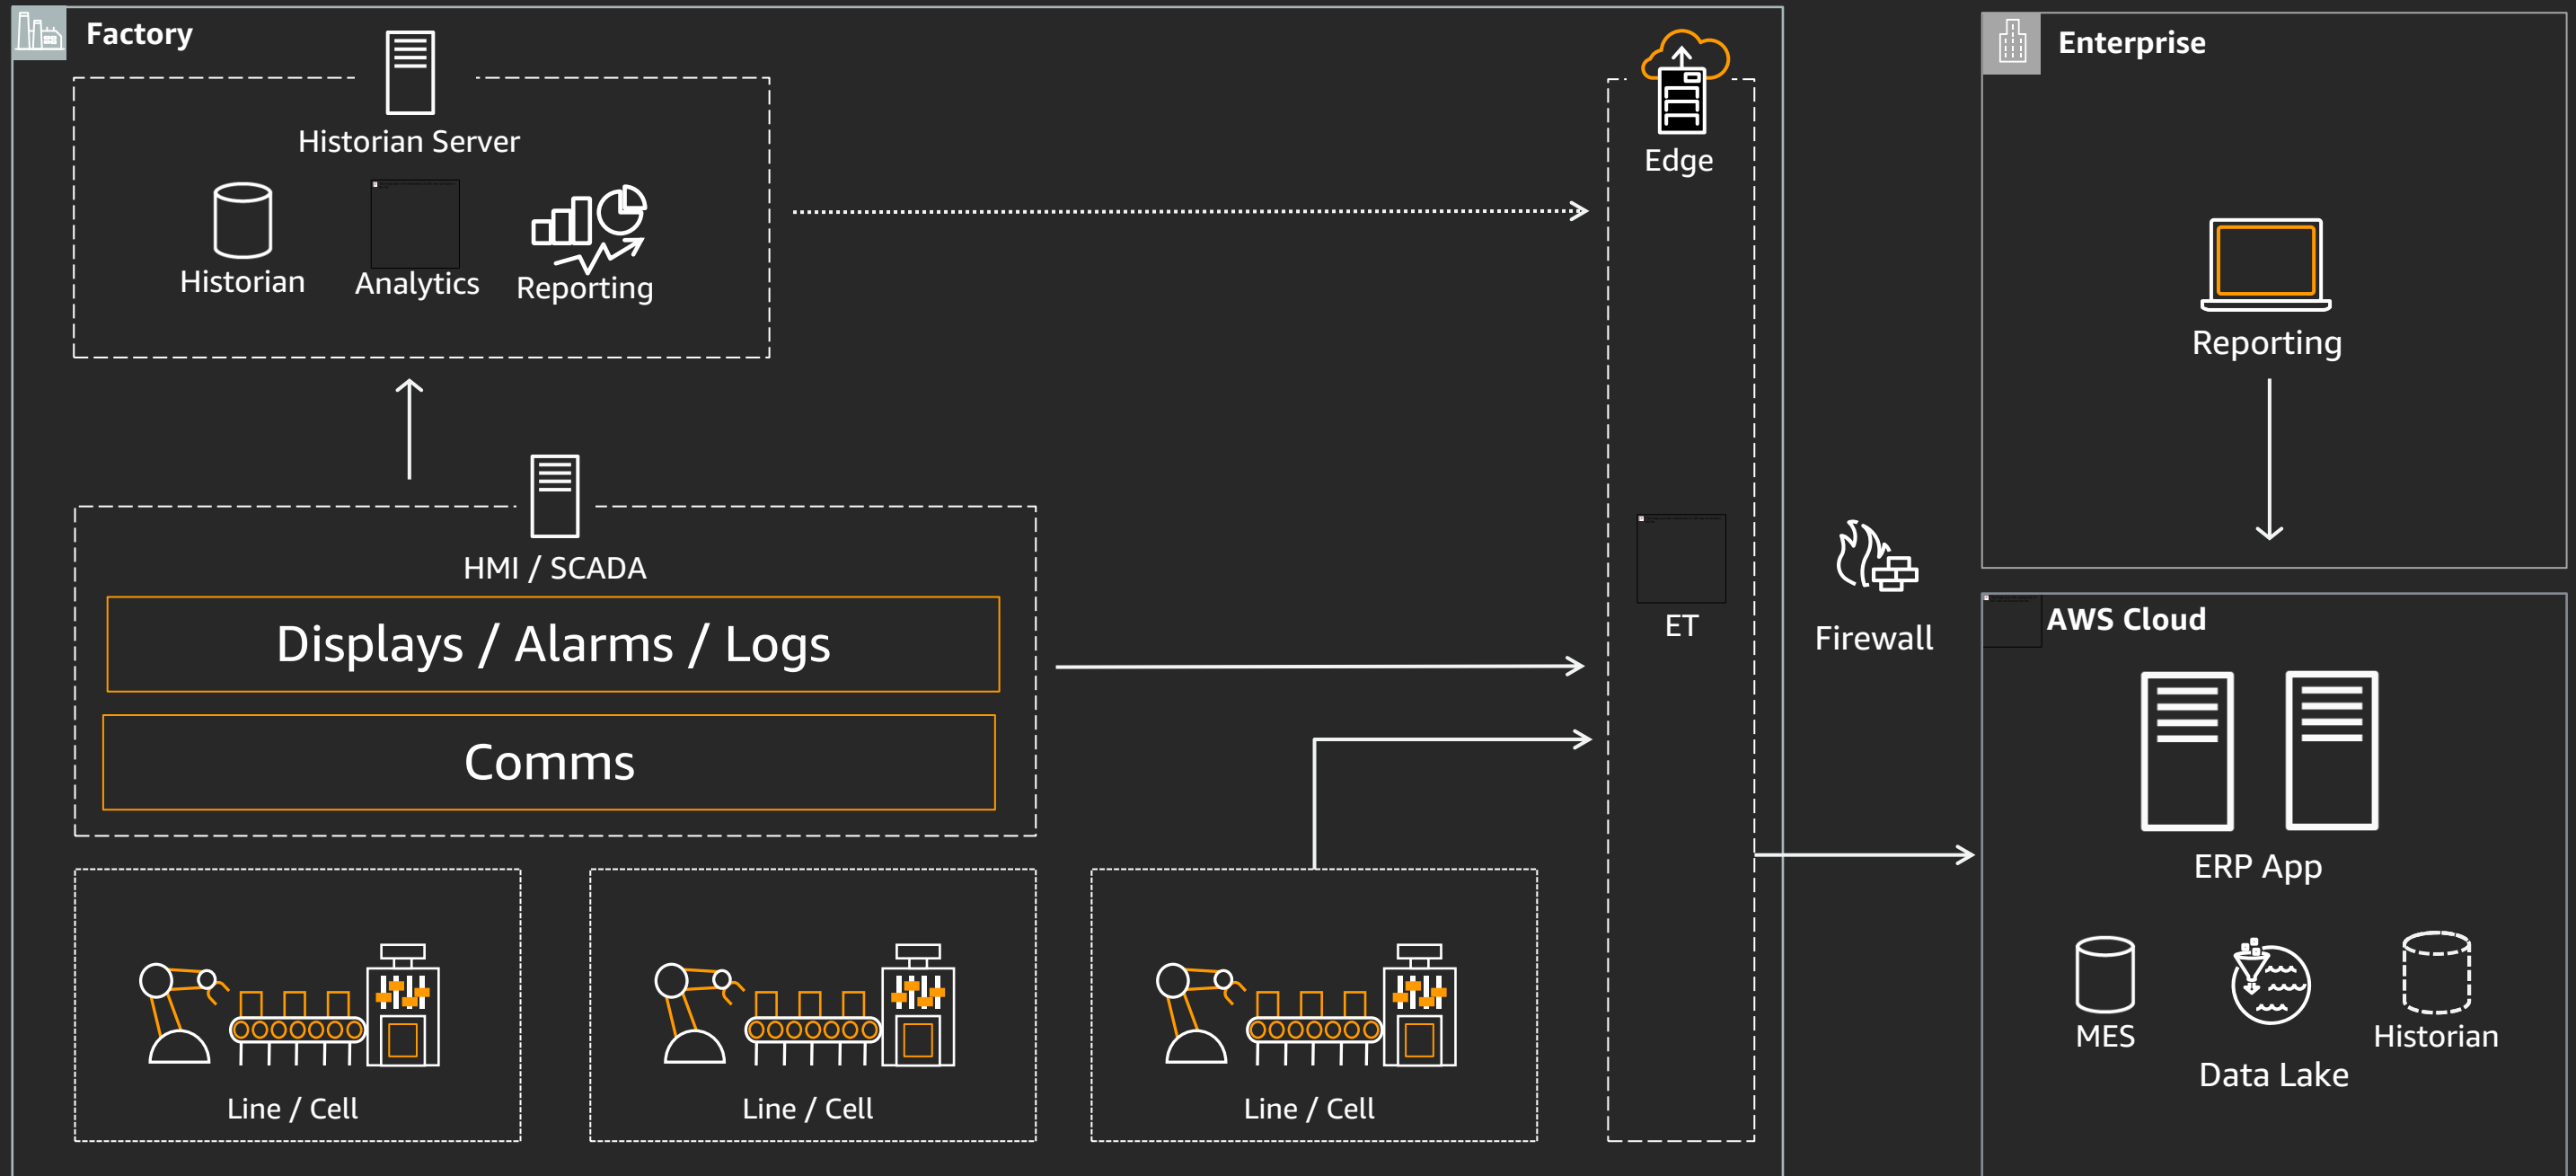 Factory
Historian Server
Historian
Analytics
Reporting
HMI / SCADA
Displays / Alarms / Logs
Comms
Line / Cell
Line / Cell
Line / Cell
Edge
ET
Firewall
Enterprise
Reporting
AWS Cloud
ERP App
MES
Data Lake
Historian